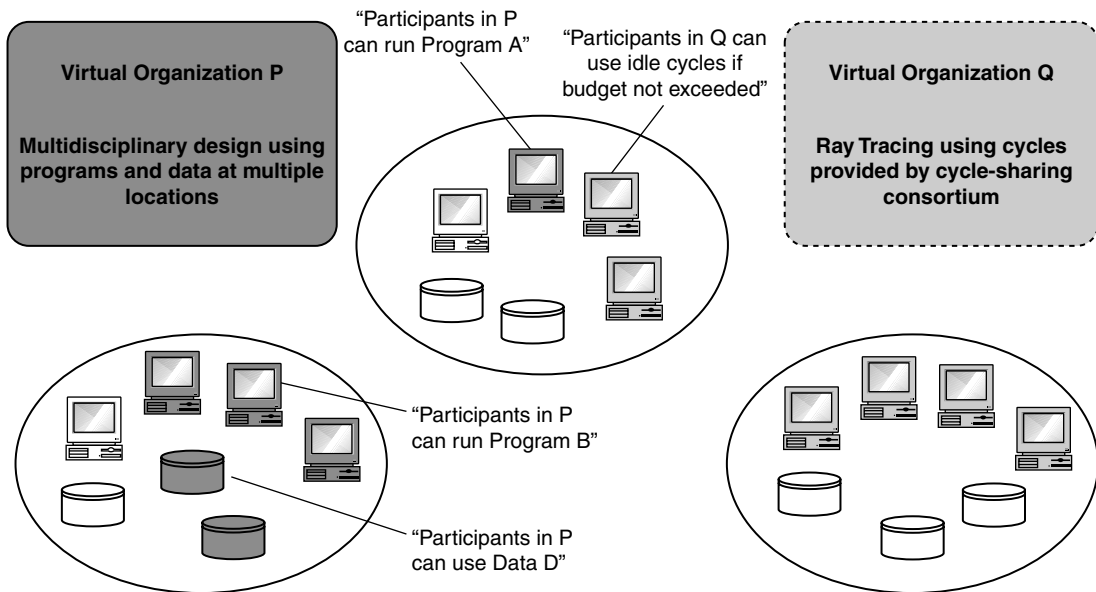 “Participants in P
can run Program A”
“Participants in Q can
use idle cycles if
budget not exceeded”
Virtual Organization P
Multidisciplinary design using
programs and data at multiple
locations
Virtual Organization Q
Ray Tracing using cycles
provided by cycle-sharing
consortium
“Participants in P
can run Program B”
“Participants in P
can use Data D”